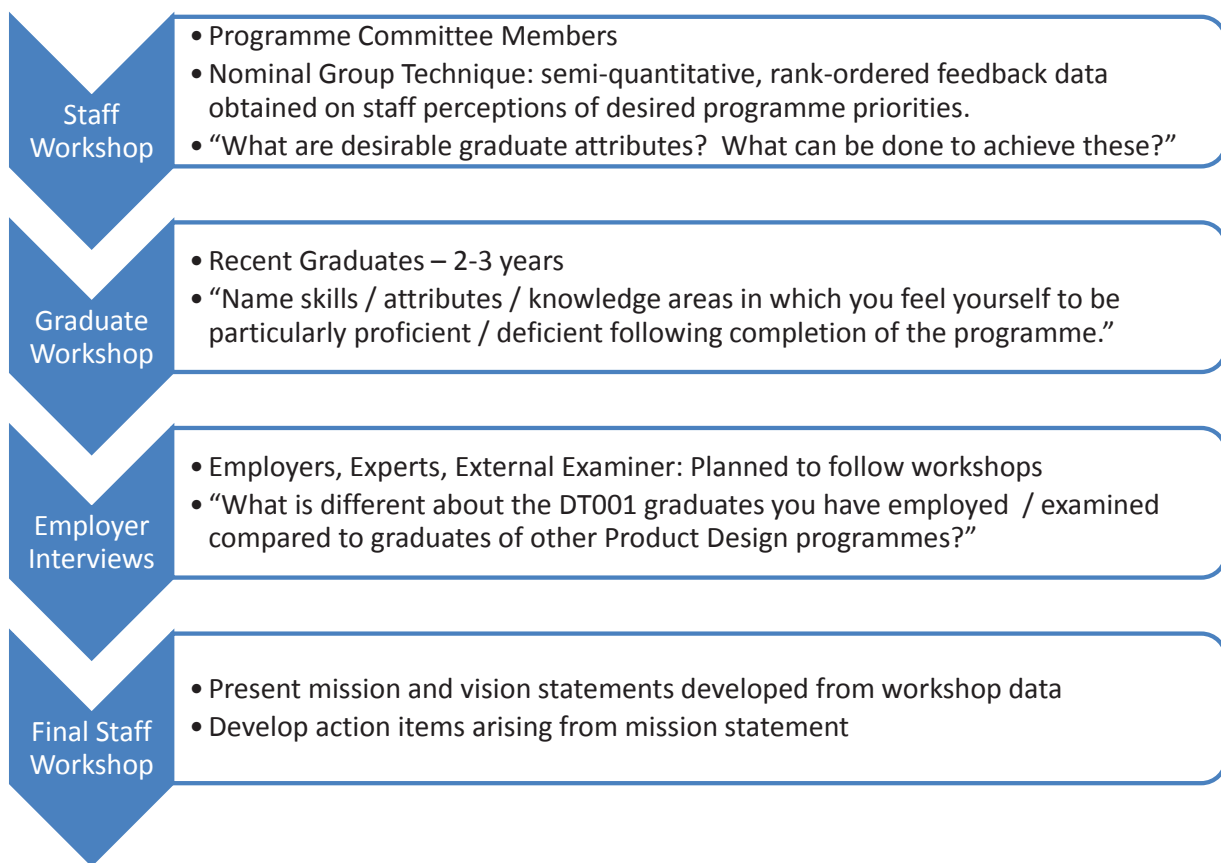 Staff
Workshop
• Programme Committee Members
• Nominal Group Technique: semi-quantitative, rank-ordered feedback data
obtained on staff perceptions of desired programme priorities.
• “What are desirable graduate attributes?  What can be done to achieve these?”
Graduate
Workshop
• Recent Graduates – 2-3 years
• “Name skills / attributes / knowledge areas in which you feel yourself to be
particularly proficient / deficient following completion of the programme.”
Employer
Interviews
• Employers, Experts, External Examiner: Planned to follow workshops
• “What is different about the DT001 graduates you have employed  / examined
compared to graduates of other Product Design programmes?”
Final Staff
Workshop
• Present mission and vision statements developed from workshop data
• Develop action items arising from mission statement